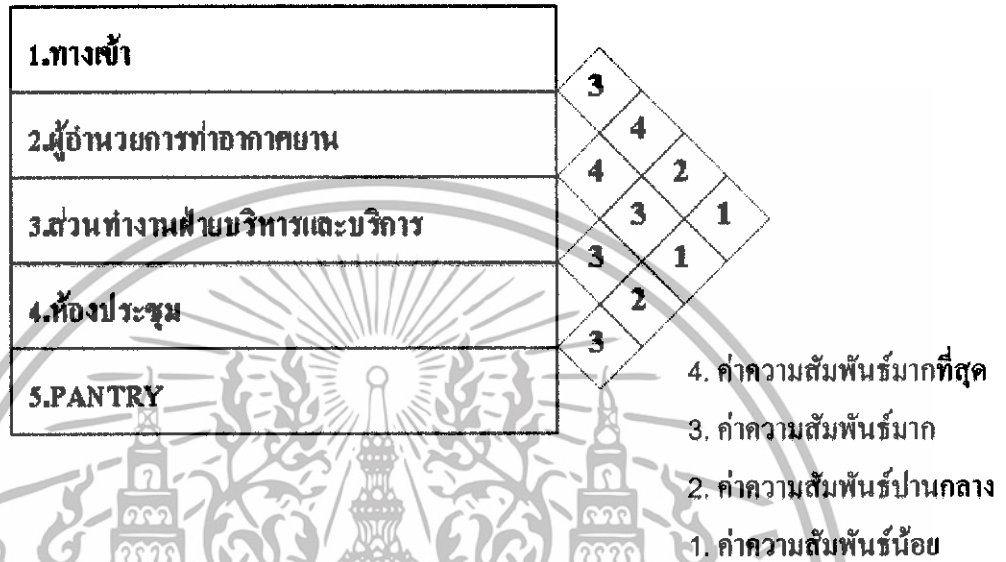 1.ทางเข้า
2.ผู้อำนวยการท่าอากาศยาน
3.ส่วนทำงานฝ่ายบริหารและบริการ
4.ห้องประชุม
5.PANTRY
3
4
4 2
3 1
3 1
2
3
4. ค่าความสัมพันธ์มากที่สุด
3. ค่าความสัมพันธ์มาก
2. ค่าความสัมพันธ์ปานกลาง
1. ค่าความสัมพันธ์น้อย